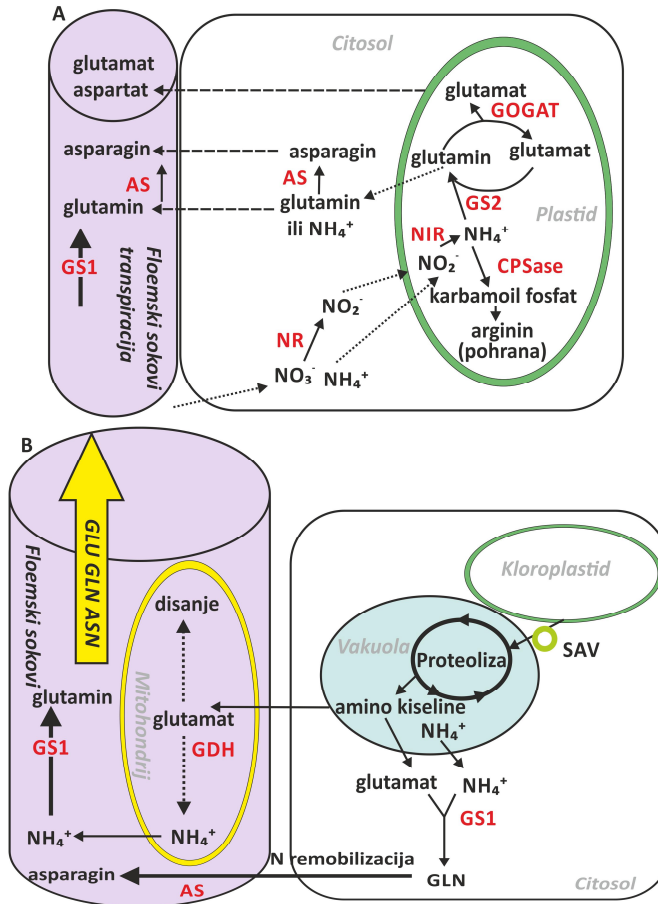 A
Citosol
glutamat
aspartat
glutamat
GOGAT
asparagin
asparagin
glutamin
glutamat
AS
AS
glutamin
glutamin
ili NH₄⁺
GS2
Plastid
NIR
NH₄⁺
GS1
NO₂⁻
CPSase
Floemski sokovi
transpiracija
karbamoil fosfat
NO₂⁻
arginin
(pohrana)
NR
NO₃⁻
NH₄⁺
B
GLU GLN ASN
Floemski sokovi
Kloroplastid
disanje
Vakuola
Proteoliza
SAV
Mitohondrij
glutamin
glutamat
amino kiseline
NH₄⁺
GS1
GDH
glutamat
NH₄⁺
GS1
NH₄⁺
NH₄⁺
N remobilizacija
asparagin
AS
GLN
Citosol